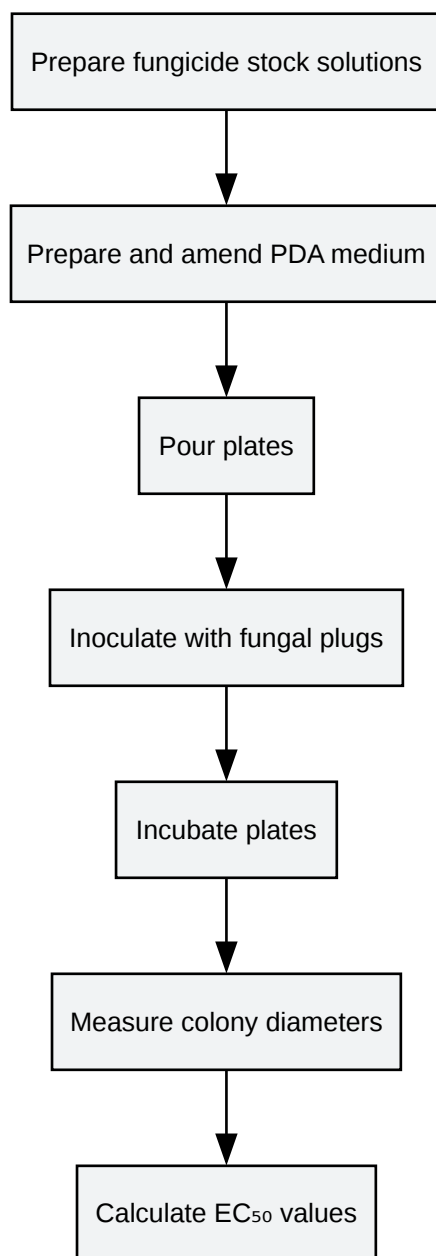 Prepare fungicide stock solutions
Prepare and amend PDA medium
Pour plates
Inoculate with fungal plugs
Incubate plates
Measure colony diameters
Calculate EC₅₀ values